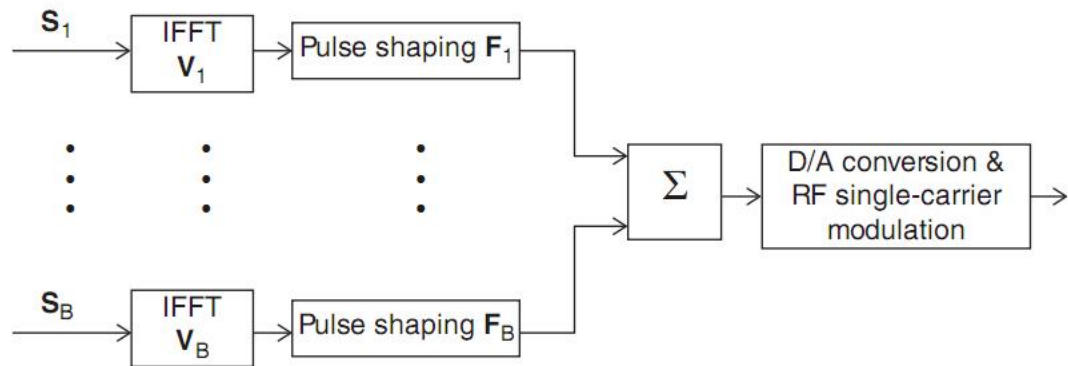 S1
IFFT
V1
Pulse shaping F1
Σ
D/A conversion &
RF single-carrier
modulation
SB
IFFT
VB
Pulse shaping FB